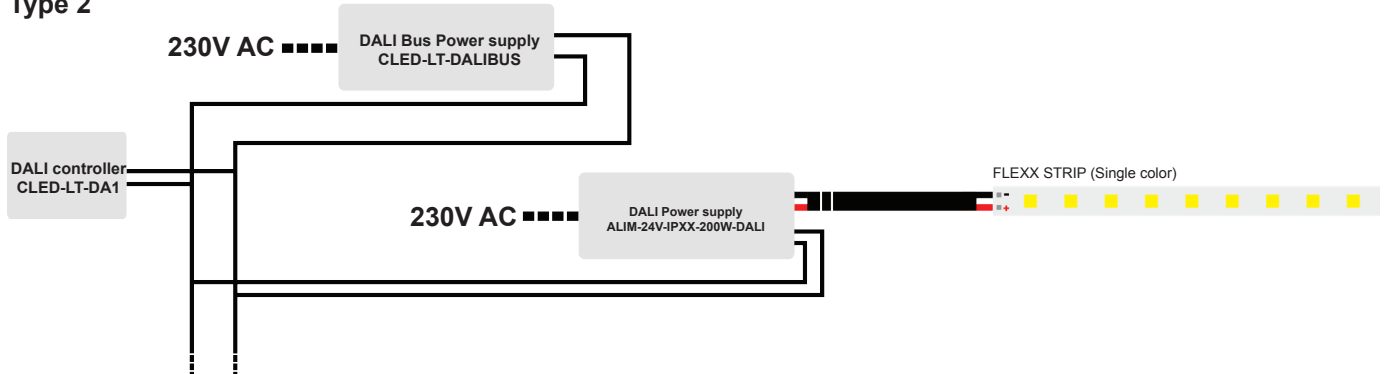 Type 2
230V AC
DALI Bus Power supply
CLED-LT-DALIBUS
DALI controller
CLED-LT-DA1
230V AC
DALI Power supply
ALIM-24V-IPXX-200W-DALI
FLEXX STRIP (Single color)
-
+